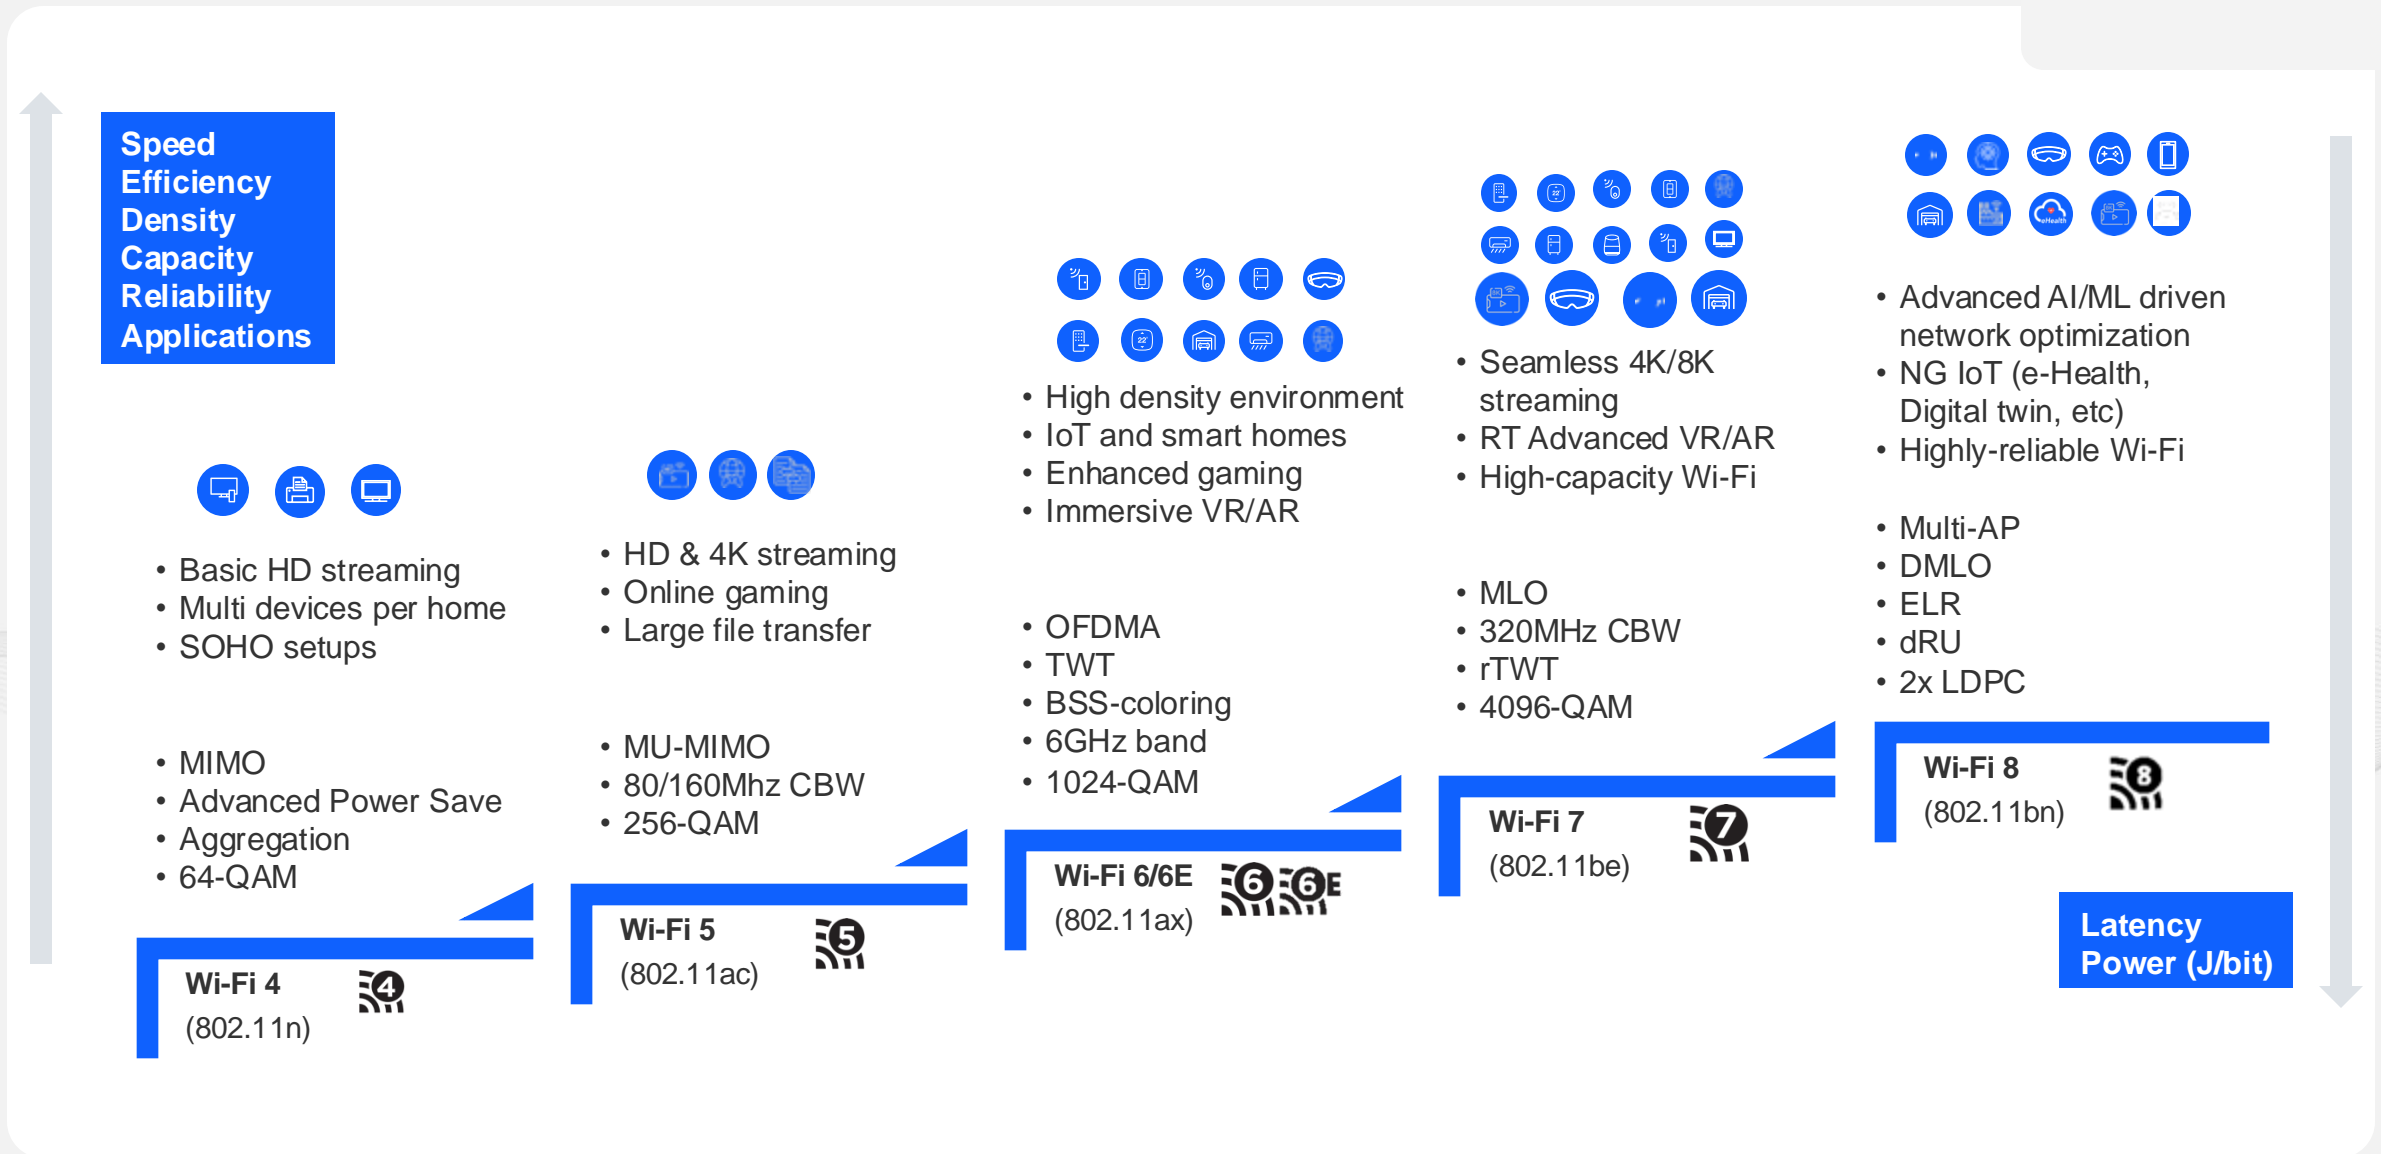 Speed
Efficiency
Density
Capacity
Reliability
Applications
• Basic HD streaming
• Multi devices per home
• SOHO setups
• MIMO
• Advanced Power Save
• Aggregation
• 64-QAM
Wi-Fi 4
(802.11n)
4
• HD & 4K streaming
• Online gaming
• Large file transfer
• MU-MIMO
• 80/160Mhz CBW
• 256-QAM
Wi-Fi 5
(802.11ac)
5
22°
• High density environment
• IoT and smart homes
• Enhanced gaming
• Immersive VR/AR
• OFDMA
• TWT
• BSS-coloring
• 6GHz band
• 1024-QAM
Wi-Fi 6/6E
(802.11ax)
6 6E
22°
8K
• Seamless 4K/8K
streaming
• RT Advanced VR/AR
• High-capacity Wi-Fi
• MLO
• 320MHz CBW
• rTWT
• 4096-QAM
Wi-Fi 7
(802.11be)
7
eHealth
• Advanced AI/ML driven
network optimization
• NG IoT (e-Health,
Digital twin, etc)
• Highly-reliable Wi-Fi
• Multi-AP
• DMLO
• ELR
• dRU
• 2x LDPC
Wi-Fi 8
(802.11bn)
8
Latency
Power (J/bit)